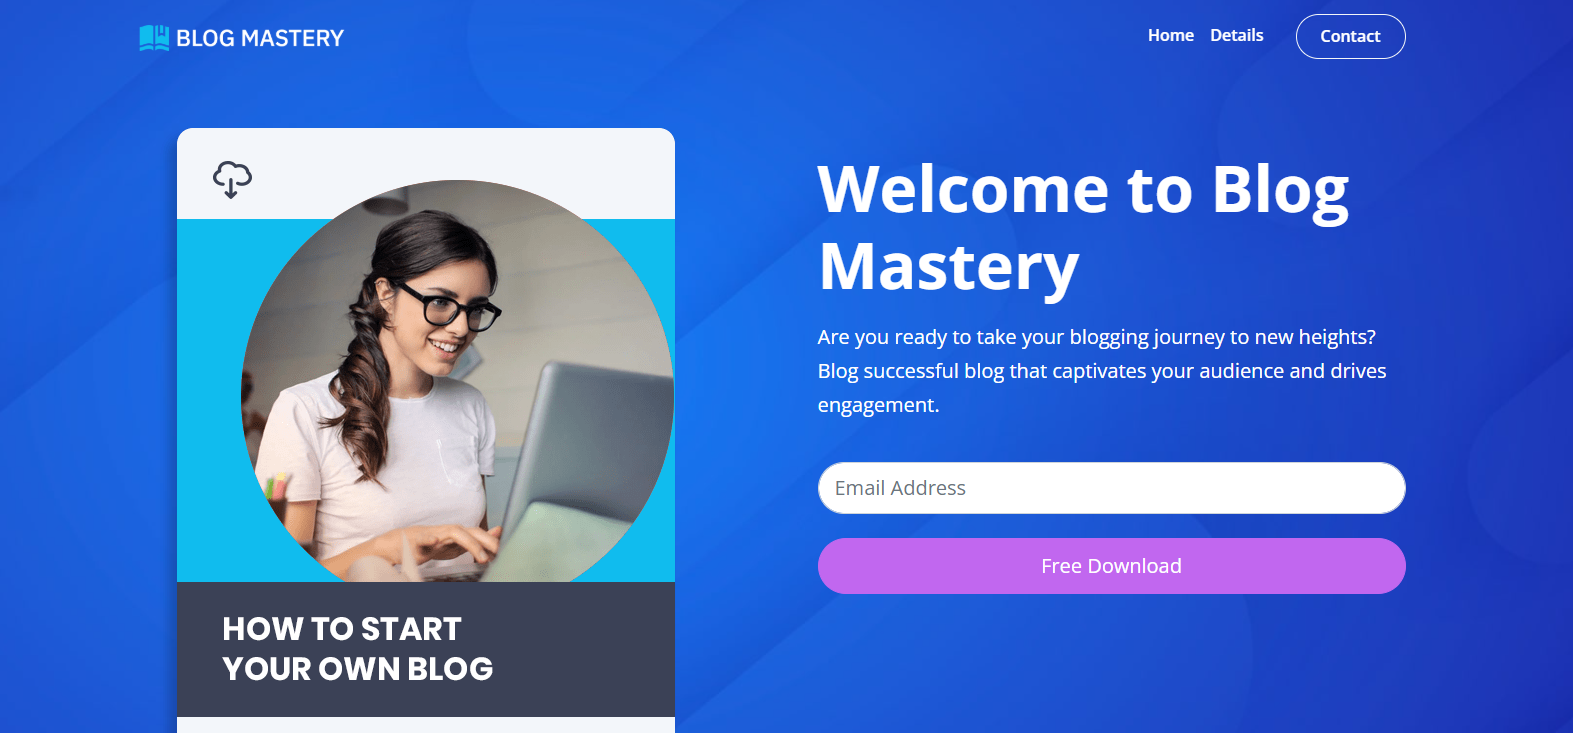 BLOG MASTERY
Home
Details
Contact
HOW TO START
YOUR OWN BLOG
Welcome to Blog
Mastery
Are you ready to take your blogging journey to new heights?
Blog successful blog that captivates your audience and drives
engagement.
Email Address
Free Download